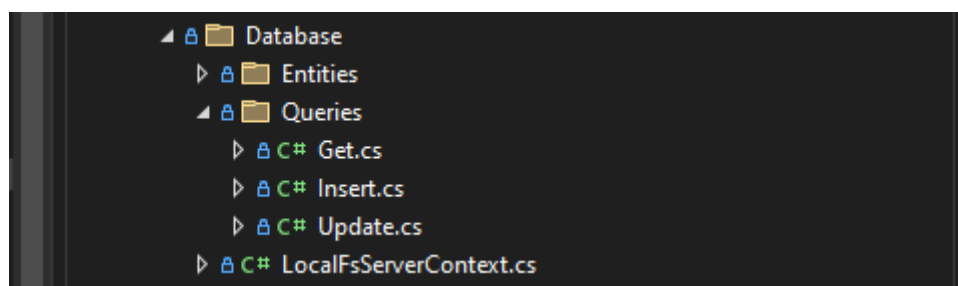 Database
Entities
Queries
C# Get.cs
C# Insert.cs
C# Update.cs
C# LocalFsServerContext.cs